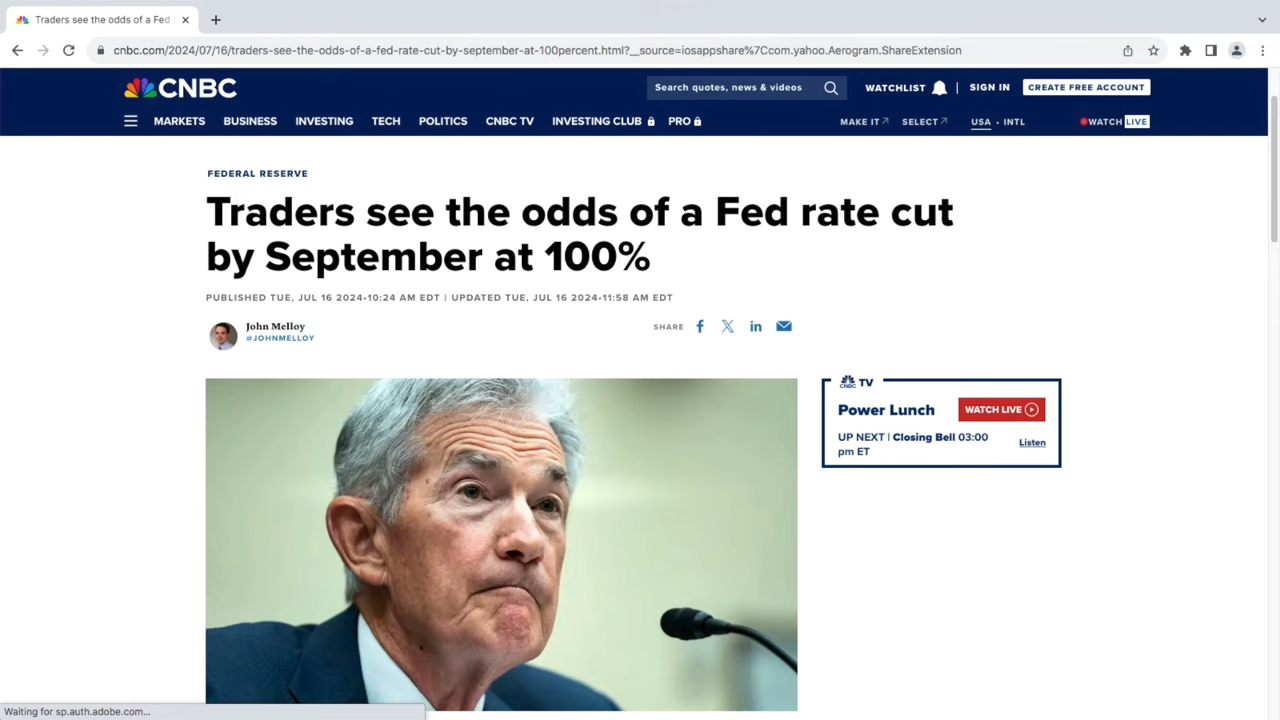 Traders see the odds of a Fed
cnbc.com/2024/07/16/traders-see-the-odds-of-a-fed-rate-cut-by-september-at-100percent.html?__source=iosappshare%7Ccom.yahoo.Aerogram.ShareExtension
CNBC
Search quotes, news & videos
WATCHLIST
SIGN IN
CREATE FREE ACCOUNT
MARKETS BUSINESS INVESTING TECH POLITICS CNBC TV INVESTING CLUB PRO
MAKE IT SELECT USA • INTL WATCH LIVE
FEDERAL RESERVE
Traders see the odds of a Fed rate cut
by September at 100%
PUBLISHED TUE, JUL 16 2024•10:24 AM EDT | UPDATED TUE, JUL 16 2024•11:58 AM EDT
John Melloy
@JOHNMELLOY
SHARE
CNBC TV
Power Lunch
WATCH LIVE
UP NEXT | Closing Bell 03:00
pm ET
Listen
Waiting for sp.auth.adobe.com...